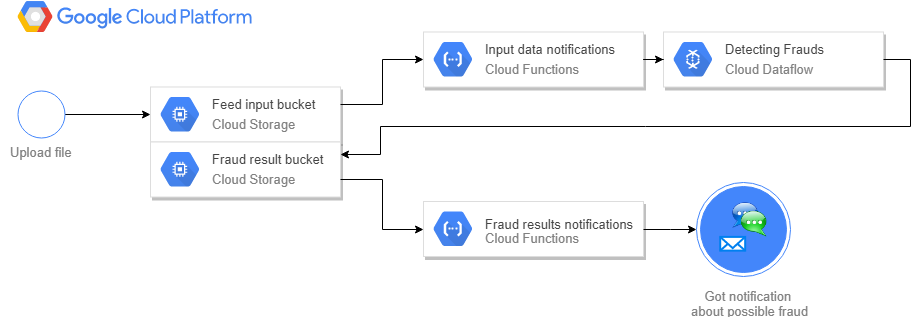 Google Cloud Platform
Input data notifications
Cloud Functions
Detecting Frauds
Cloud Dataflow
Feed input bucket
Cloud Storage
Upload file
Fraud result bucket
Cloud Storage
Fraud results notifications
Cloud Functions
Got notification
about possible fraud